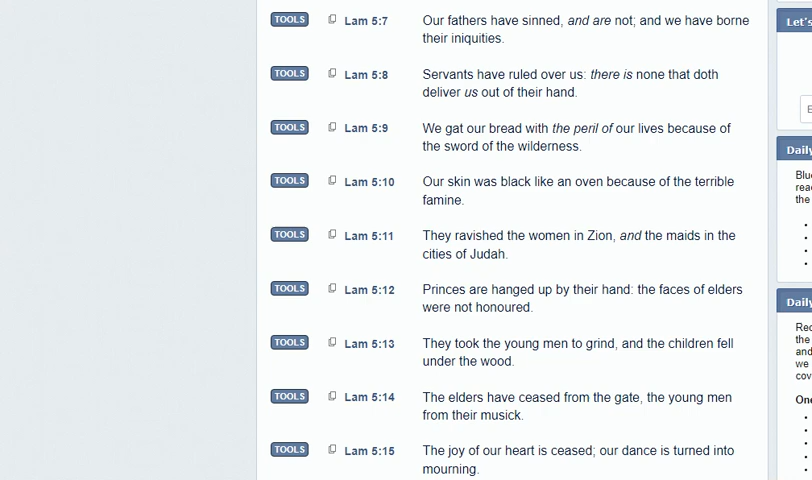 TOOLS Lam 5:7 Our fathers have sinned, and are not; and we have borne
their iniquities.
TOOLS Lam 5:8 Servants have ruled over us: there is none that doth
deliver us out of their hand.
TOOLS Lam 5:9 We gat our bread with the peril of our lives because of
the sword of the wilderness.
TOOLS Lam 5:10 Our skin was black like an oven because of the terrible
famine.
TOOLS Lam 5:11 They ravished the women in Zion, and the maids in the
cities of Judah.
TOOLS Lam 5:12 Princes are hanged up by their hand: the faces of elders
were not honoured.
TOOLS Lam 5:13 They took the young men to grind, and the children fell
under the wood.
TOOLS Lam 5:14 The elders have ceased from the gate, the young men
from their musick.
TOOLS Lam 5:15 The joy of our heart is ceased; our dance is turned into
mourning.
Let's
Daily
the
Daily
the
and
we